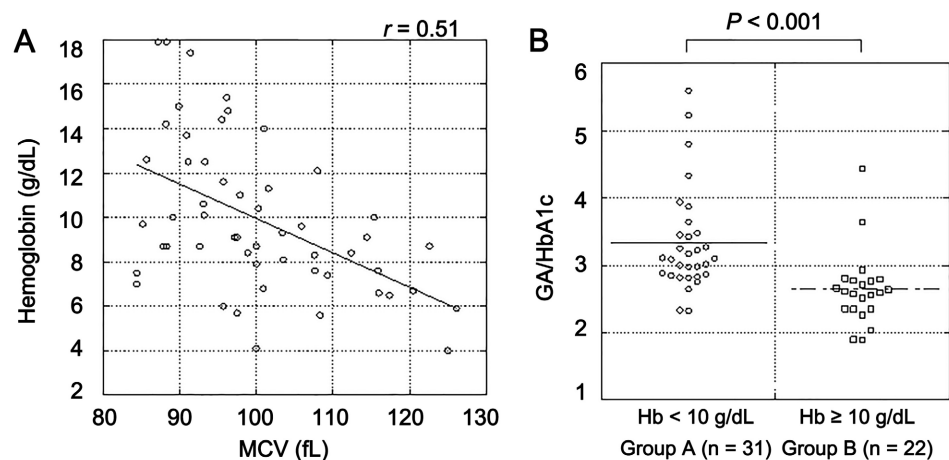 A
r = 0.51
18
16
14
12
10
8
6
4
2
Hemoglobin (g/dL)
80 90 100 110 120 130
MCV (fL)
B
P < 0.001
6
5
4
3
2
1
GA/HbA1c
Hb < 10 g/dL Hb ≥ 10 g/dL
Group A (n = 31) Group B (n = 22)